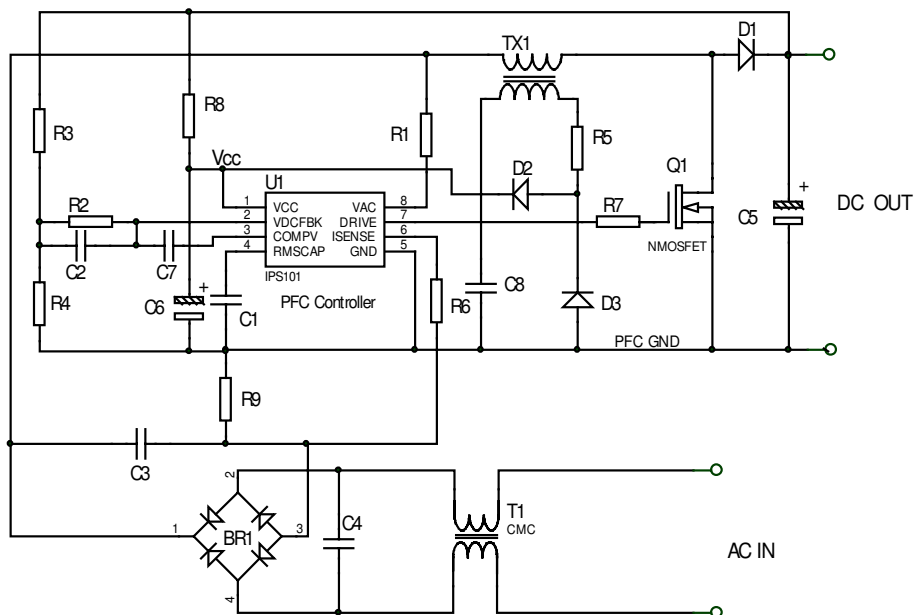 D1
TX1
R8
R3
R1
R5
Vcc
D2
Q1
U1
+
1 VCC VAC 8
2 VDCFBK DRIVE 7
3 COMPV ISENSE 6
4 RMSCAP GND 5
R2
R7
C5
DC OUT
C2
C7
NMOSFET
IPS101
+
C8
R4
C6
C1
PFC Controller
R6
D3
PFC GND
R9
C3
2
T1
CMC
1
BR1
3
C4
AC IN
4